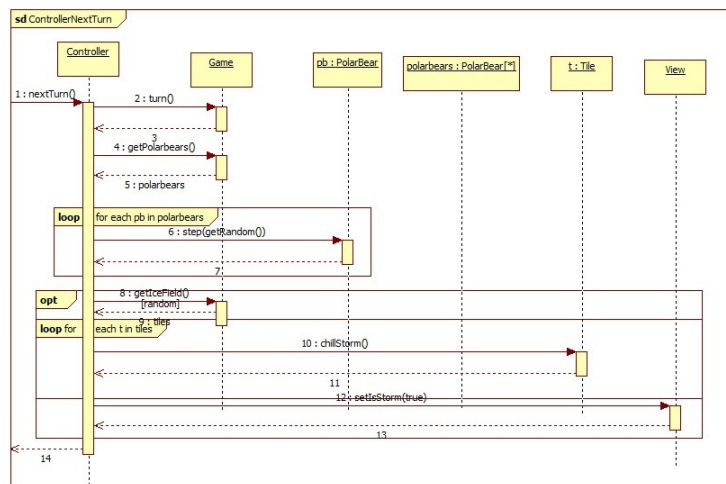 sd ControllerNextTurn
Controller
Game
pb : PolarBear
polarbears : PolarBear[*]
t : Tile
View
1 : nextTurn()
2 : turn()
3
4 : getPolarbears()
5 : polarbears
loop for each pb in polarbears
6 : step(getRandom())
7
opt
8 : getIceField()
[random]
9 : tiles
loop for each t in tiles
10 : chillStorm()
11
12 : setIsStorm(true)
13
14